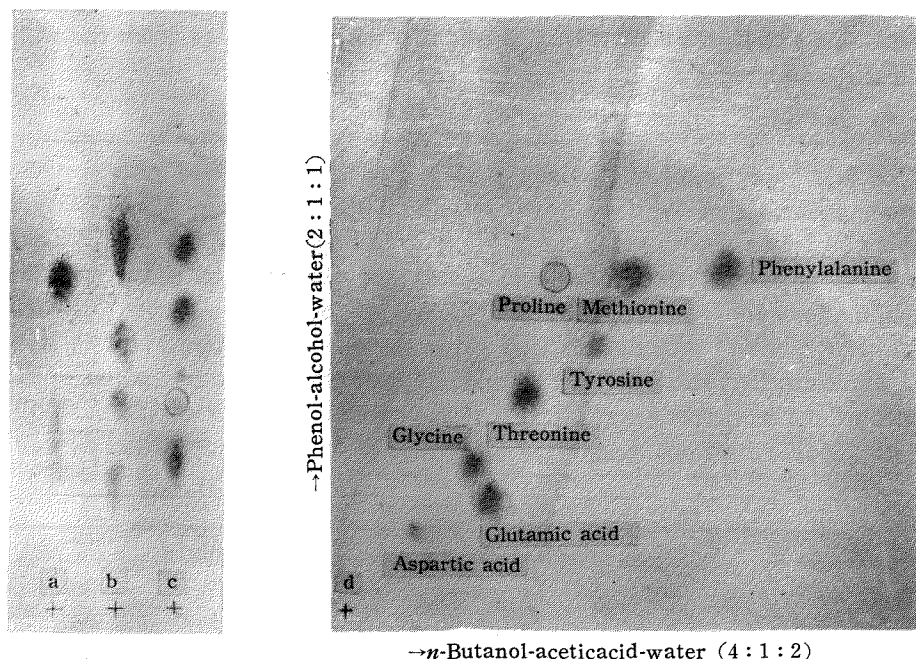 a b c
+ + +
→Phenol-alcohol-water(2 : 1 : 1)
Phenylalanine
Proline Methionine
Tyrosine
Glycine Threonine
Glutamic acid
Aspartic acid
d
+
→n-Butanol-aceticacid-water (4 : 1 : 2)